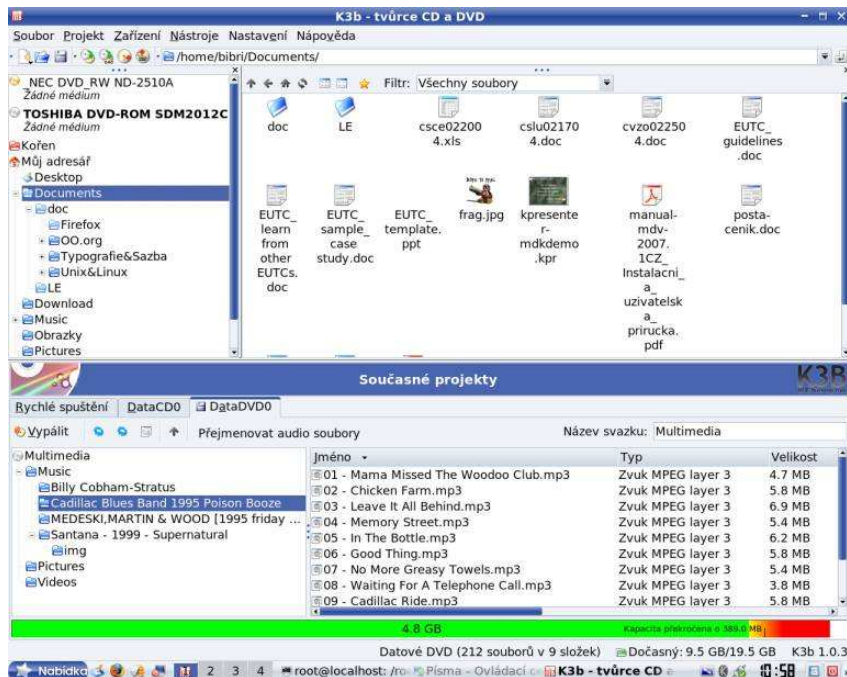 K3b - tvůrce CD a DVD
Soubor Projekt Zařízení Nástroje Nastavení Nápověda
/home/bibri/Documents/
NEC DVD_RW ND-2510A
Žádné médium
TOSHIBA DVD-ROM SDM2012C
Žádné médium
Kořen
Můj adresář
Desktop
Documents
doc
Firefox
OO.org
Typografie&Sazba
Unix&Linux
LE
Download
Music
Obrazky
Pictures
Filtr: Všechny soubory
doc
LE
csce02200
4.xls
cslu02170
4.doc
cvzo02250
4.doc
EUTC_
guidelines
.doc
EUTC_
learn
from
other
EUTCs.
doc
EUTC_
sample_
case
study.doc
EUTC_
template.
ppt
frag.jpg
kpresente
r-
mdkdemo
.kpr
manual-
mdv-
2007.
1CZ_
Instalacni_
a_
uzivatelsk
a_
prirucka.
pdf
posta-
cenik.doc
Současné projekty
K3B
Rychlé spuštění DataCD0 DataDVD0
Vypálit Přejmenovat audio soubory Název svazku: Multimedia
Multimedia
Music
Billy Cobham-Stratus
Cadillac Blues Band 1995 Poison Booze
MEDESKI,MARTIN & WOOD [1995 friday ...
Santana - 1999 - Supernatural
img
Pictures
Videos
Jméno Typ Velikost
01 - Mama Missed The Woodoo Club.mp3 Zvuk MPEG layer 3 4.7 MB
02 - Chicken Farm.mp3 Zvuk MPEG layer 3 5.8 MB
03 - Leave It All Behind.mp3 Zvuk MPEG layer 3 6.9 MB
04 - Memory Street.mp3 Zvuk MPEG layer 3 5.4 MB
05 - In The Bottle.mp3 Zvuk MPEG layer 3 6.2 MB
06 - Good Thing.mp3 Zvuk MPEG layer 3 5.8 MB
07 - No More Greasy Towels.mp3 Zvuk MPEG layer 3 5.4 MB
08 - Waiting For A Telephone Call.mp3 Zvuk MPEG layer 3 3.8 MB
09 - Cadillac Ride.mp3 Zvuk MPEG layer 3 5.8 MB
4.8 GB Kapacita překročena o 389.0 MB
Datové DVD (212 souborů v 9 složek) Dočasný: 9.5 GB/19.5 GB K3b 1.0.3
Nabídka 1 2 3 4 root@localhost: /ro Písma - Ovládací c K3b - tvůrce CD a 10:58